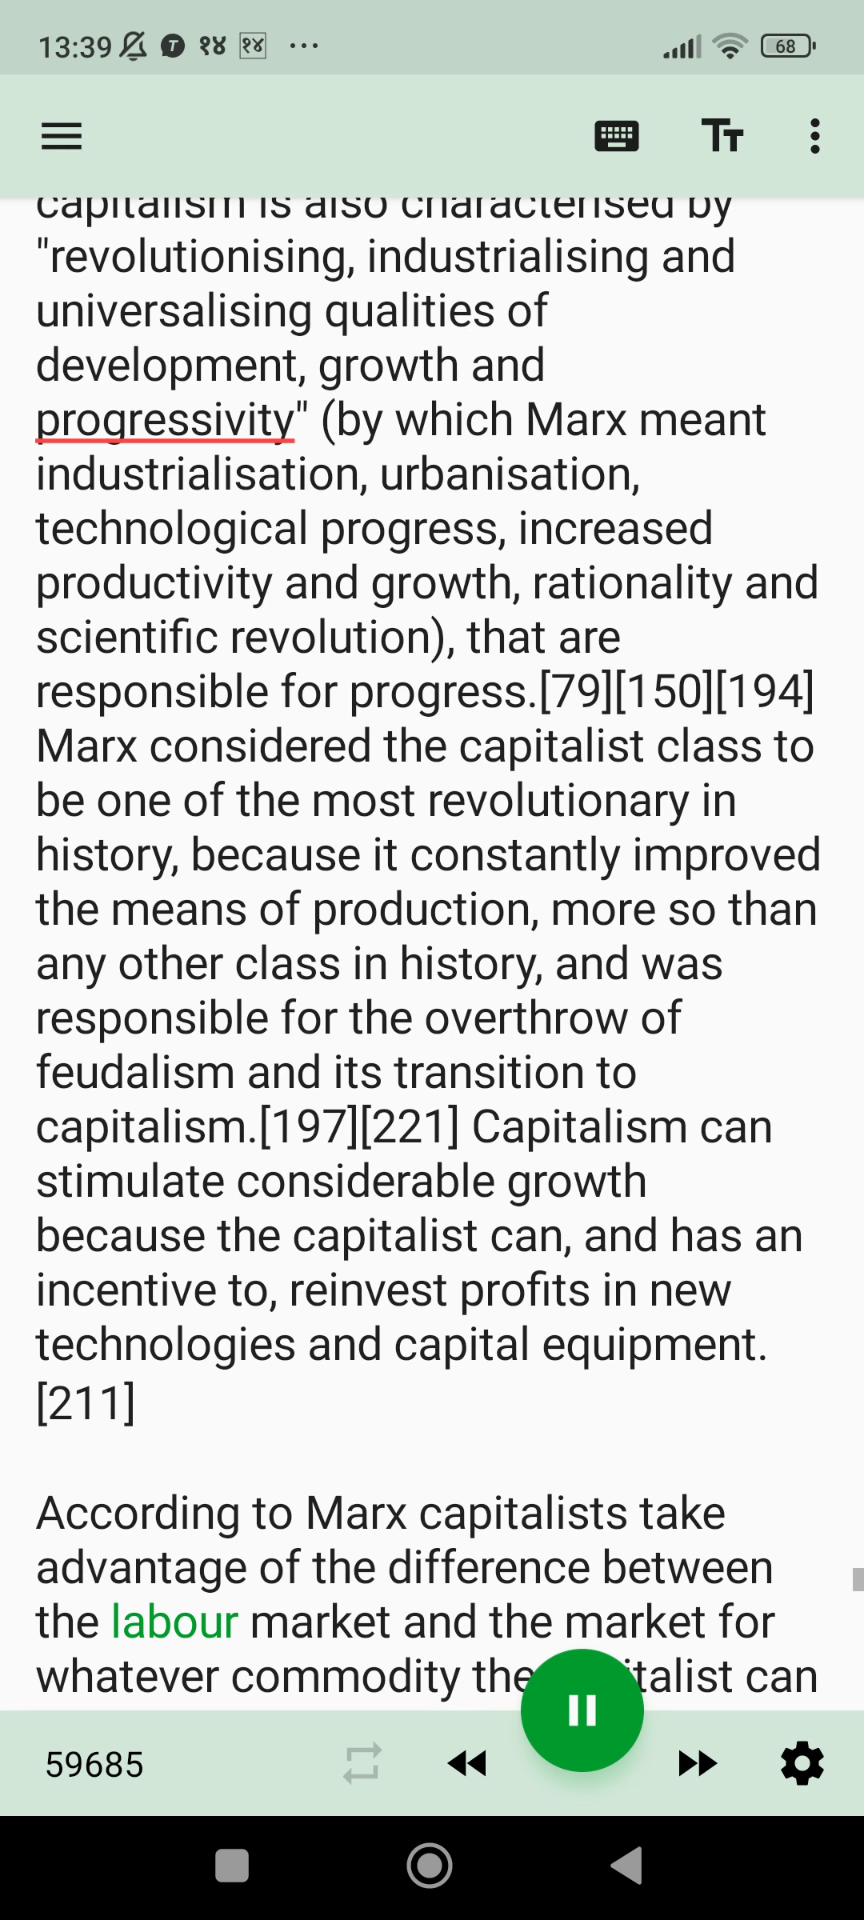 13:39 T १४ १४ ...
68
Tт
capitalism is also characterised by
"revolutionising, industrialising and
universalising qualities of
development, growth and
progressivity" (by which Marx meant
industrialisation, urbanisation,
technological progress, increased
productivity and growth, rationality and
scientific revolution), that are
responsible for progress.[79][150][194]
Marx considered the capitalist class to
be one of the most revolutionary in
history, because it constantly improved
the means of production, more so than
any other class in history, and was
responsible for the overthrow of
feudalism and its transition to
capitalism.[197][221] Capitalism can
stimulate considerable growth
because the capitalist can, and has an
incentive to, reinvest profits in new
technologies and capital equipment.
[211]
According to Marx capitalists take
advantage of the difference between
the labour market and the market for
whatever commodity the italist can
59685